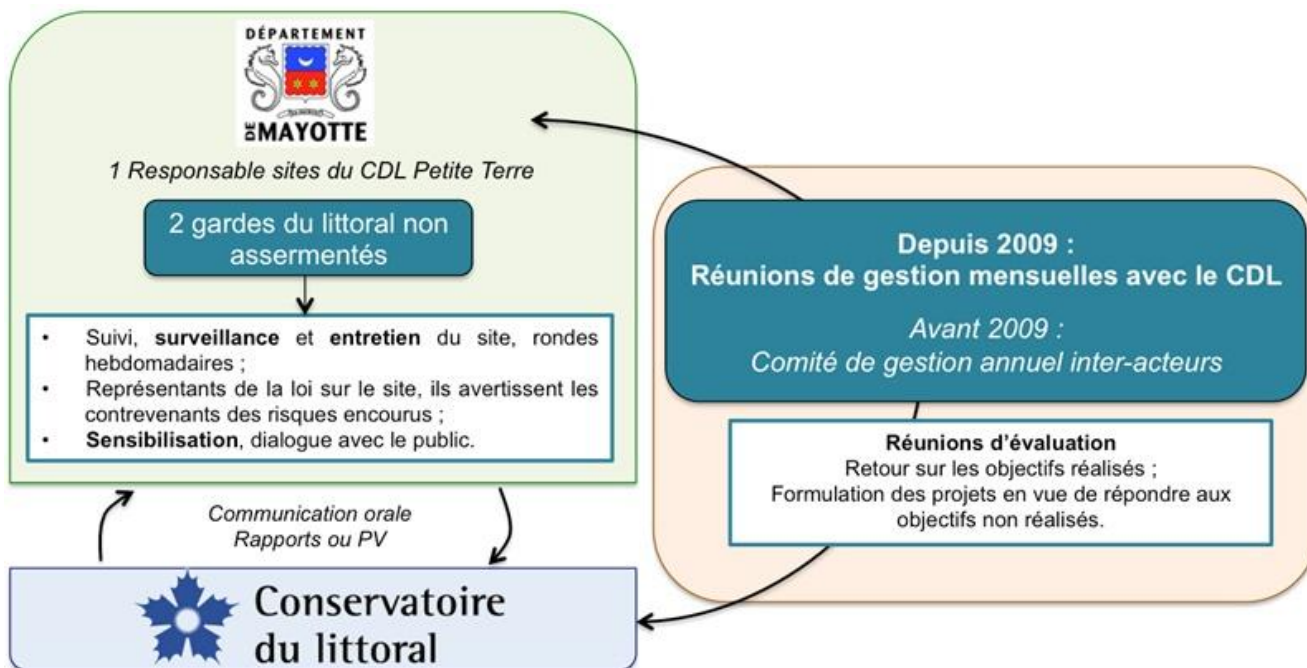 DÉPARTEMENT
DE MAYOTTE
1 Responsable sites du CDL Petite Terre
2 gardes du littoral non
assermentés
• Suivi, surveillance et entretien du site, rondes
hebdomadaires ;
• Représentants de la loi sur le site, ils avertissent les
contrevenants des risques encourus ;
• Sensibilisation, dialogue avec le public.
Communication orale
Rapports ou PV
Conservatoire
du littoral
Depuis 2009 :
Réunions de gestion mensuelles avec le CDL
Avant 2009 :
Comité de gestion annuel inter-acteurs
Réunions d'évaluation
Retour sur les objectifs réalisés ;
Formulation des projets en vue de répondre aux
objectifs non réalisés.